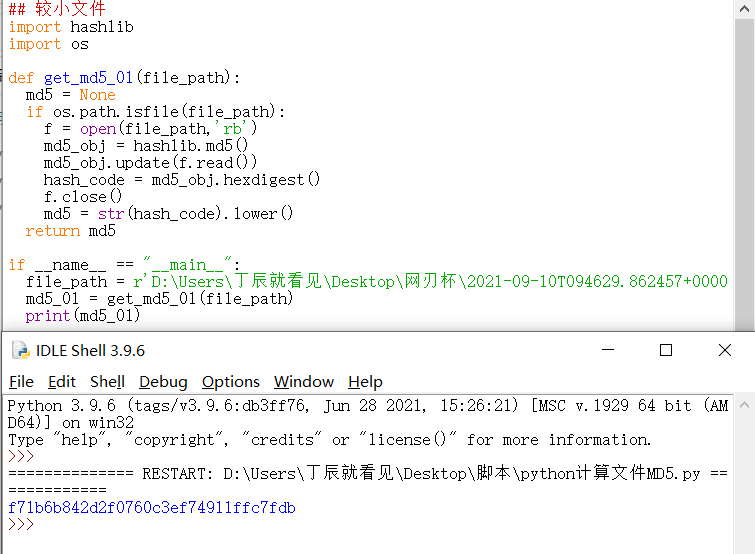 ## 较小文件
import hashlib
import os
def get_md5_01(file_path):
md5 = None
if os.path.isfile(file_path):
f = open(file_path,'rb')
md5_obj = hashlib.md5()
md5_obj.update(f.read())
hash_code = md5_obj.hexdigest()
f.close()
md5 = str(hash_code).lower()
return md5
if __name__ == "__main__":
file_path = r'D:\Users\丁辰就看见\Desktop\网刃杯\2021-09-10T094629.862457+0000
md5_01 = get_md5_01(file_path)
print(md5_01)
IDLE Shell 3.9.6
File Edit Shell Debug Options Window Help
Python 3.9.6 (tags/v3.9.6:db3ff76, Jun 28 2021, 15:26:21) [MSC v.1929 64 bit (AM
D64)] on win32
Type "help", "copyright", "credits" or "license()" for more information.
>>>
============== RESTART: D:\Users\丁辰就看见\Desktop\脚本\python计算文件MD5.py ==
============
f71b6b842d2f0760c3ef74911ffc7fdb
>>>